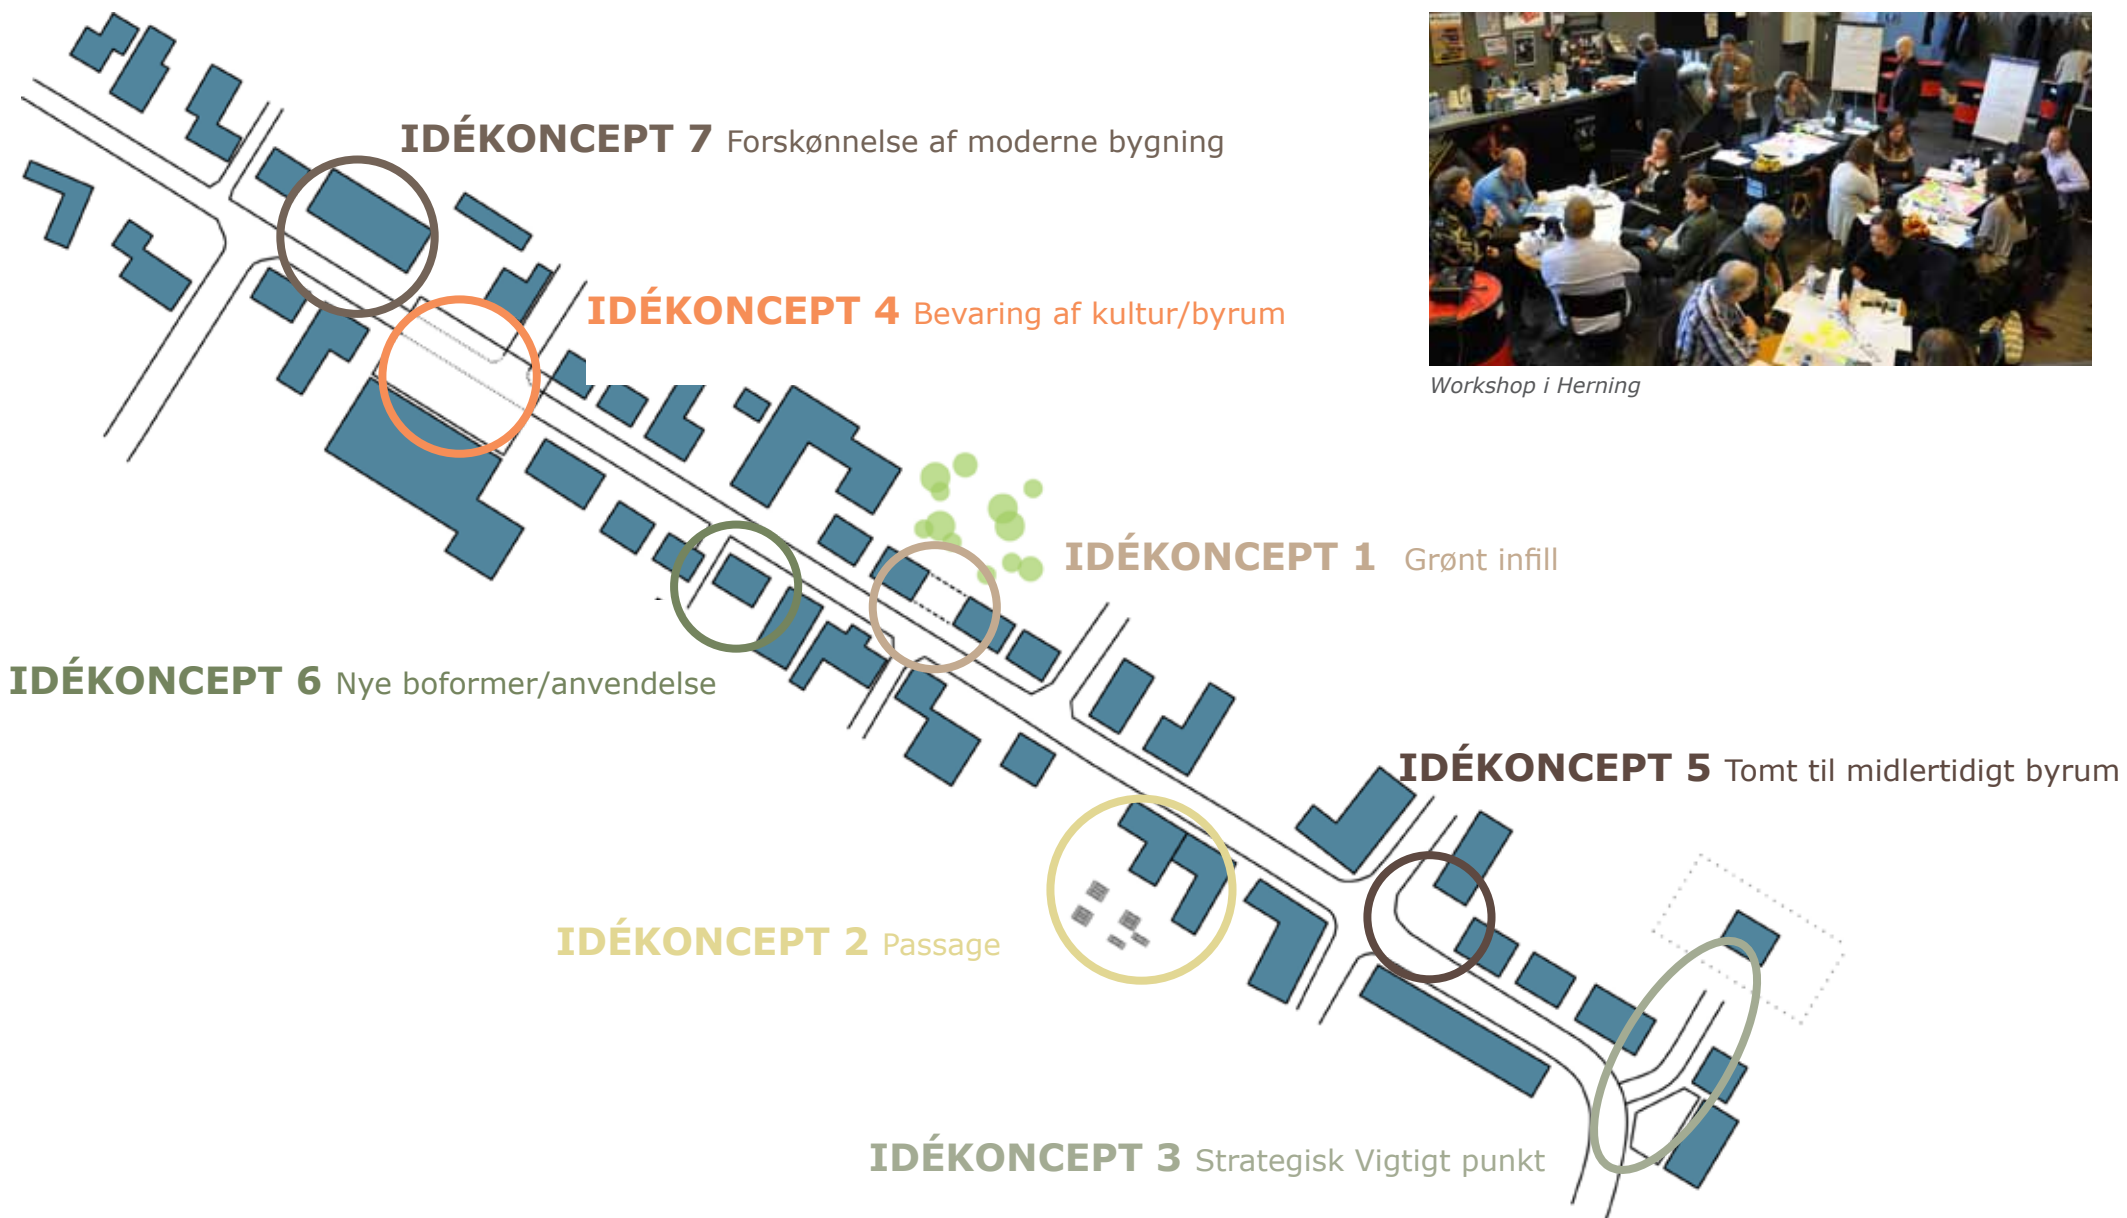 IDÉKONCEPT 7 Forskønnelse af moderne bygning
IDÉKONCEPT 4 Bevaring af kultur/byrum
Workshop i Herning
IDÉKONCEPT 1 Grønt infill
IDÉKONCEPT 6 Nye boformer/anvendelse
IDÉKONCEPT 5 Tomt til midlertidigt byrum
IDÉKONCEPT 2 Passage
IDÉKONCEPT 3 Strategisk Vigtigt punkt